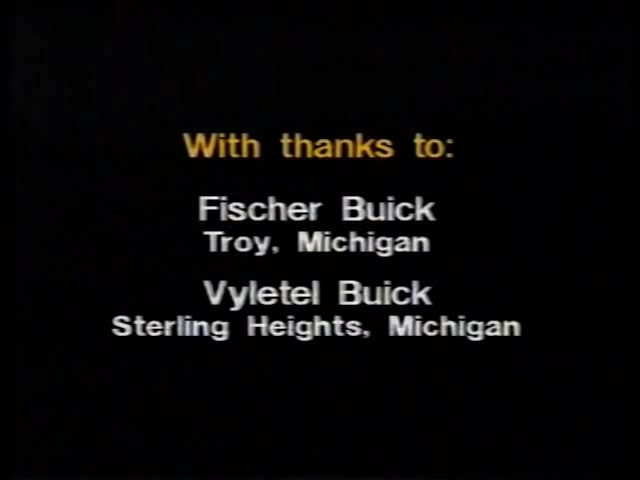 With thanks to:
Fischer Buick
Troy, Michigan
Vyletel Buick
Sterling Heights, Michigan